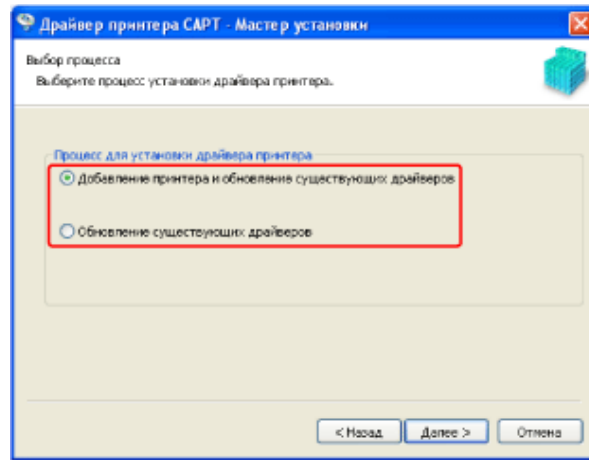 Драйвер принтера CAPT - Мастер установки
Выбор процесса
Выберите процесс установки драйвера принтера.
Процесс для установки драйвера принтера
Добавление принтера и обновление существующих драйверов
Обновление существующих драйверов
< Назад Далее > Отмена